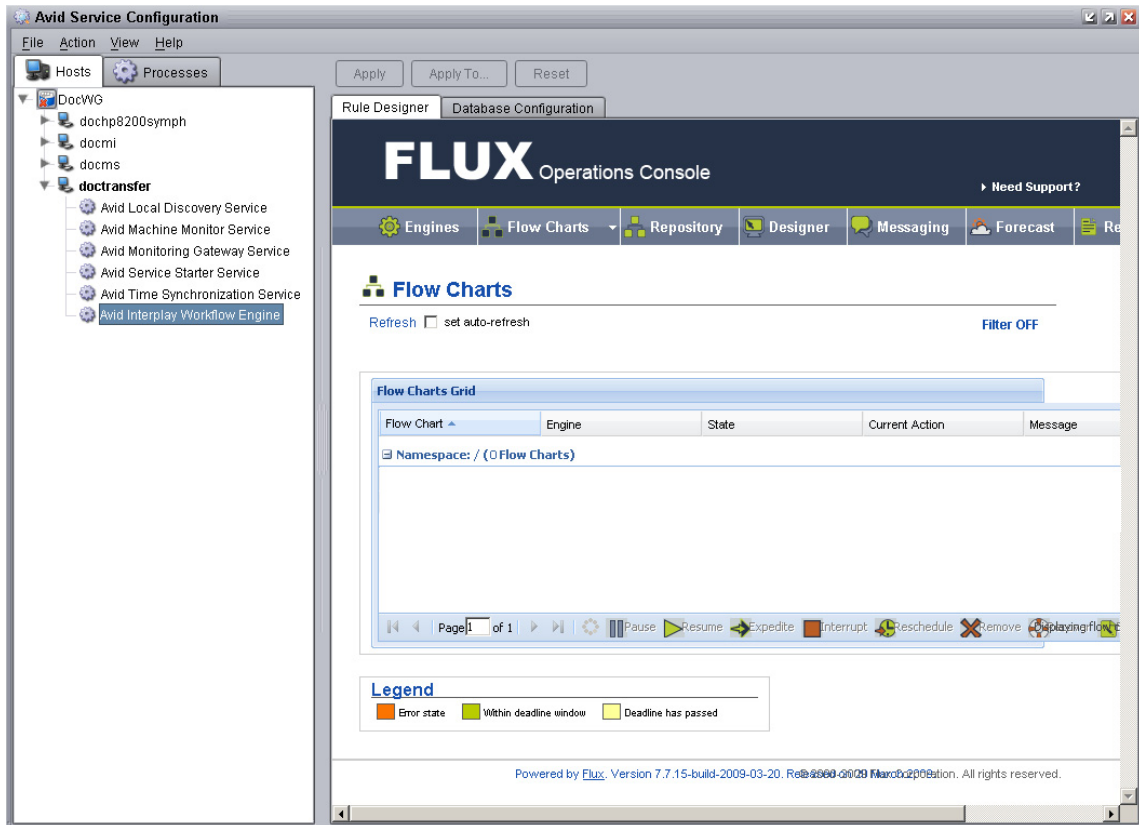 Avid Service Configuration
File Action View Help
Hosts Processes
DocWG
dochp8200symph
docmi
docms
doctransfer
Avid Local Discovery Service
Avid Machine Monitor Service
Avid Monitoring Gateway Service
Avid Service Starter Service
Avid Time Synchronization Service
Avid Interplay Workflow Engine
Apply Apply To... Reset
Rule Designer Database Configuration
FLUX Operations Console
Need Support?
Engines Flow Charts Repository Designer Messaging Forecast Re
Flow Charts
Refresh set auto-refresh Filter OFF
Flow Charts Grid
Flow Chart Engine State Current Action Message
Namespace: / (0 Flow Charts)
Page 1 of 1 Pause Resume Expedite Interrupt Reschedule Remove
Legend
Error state Within deadline window Deadline has passed
Powered by Flux. Version 7.7.15-build-2009-03-20. All rights reserved.